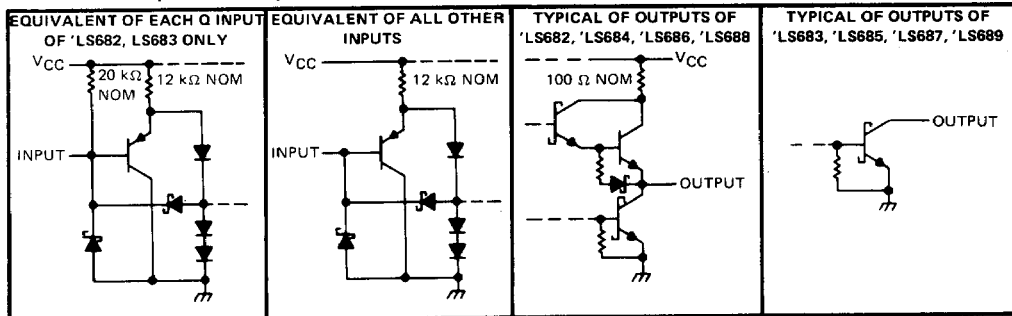 EQUIVALENT OF EACH Q INPUT
OF 'LS682, LS683 ONLY
VCC
20 kΩ
NOM
12 kΩ NOM
INPUT
EQUIVALENT OF ALL OTHER
INPUTS
VCC
12 kΩ NOM
INPUT
TYPICAL OF OUTPUTS OF
'LS682, 'LS684, 'LS686, 'LS688
VCC
100 Ω NOM
OUTPUT
TYPICAL OF OUTPUTS OF
'LS683, 'LS685, 'LS687, 'LS689
OUTPUT